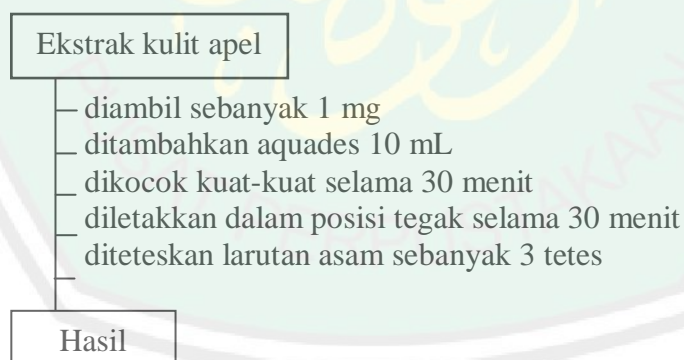 Ekstrak kulit apel
diambil sebanyak 1 mg
ditambahkan aquades 10 mL
dikocok kuat-kuat selama 30 menit
diletakkan dalam posisi tegak selama 30 menit
diteteskan larutan asam sebanyak 3 tetes
Hasil